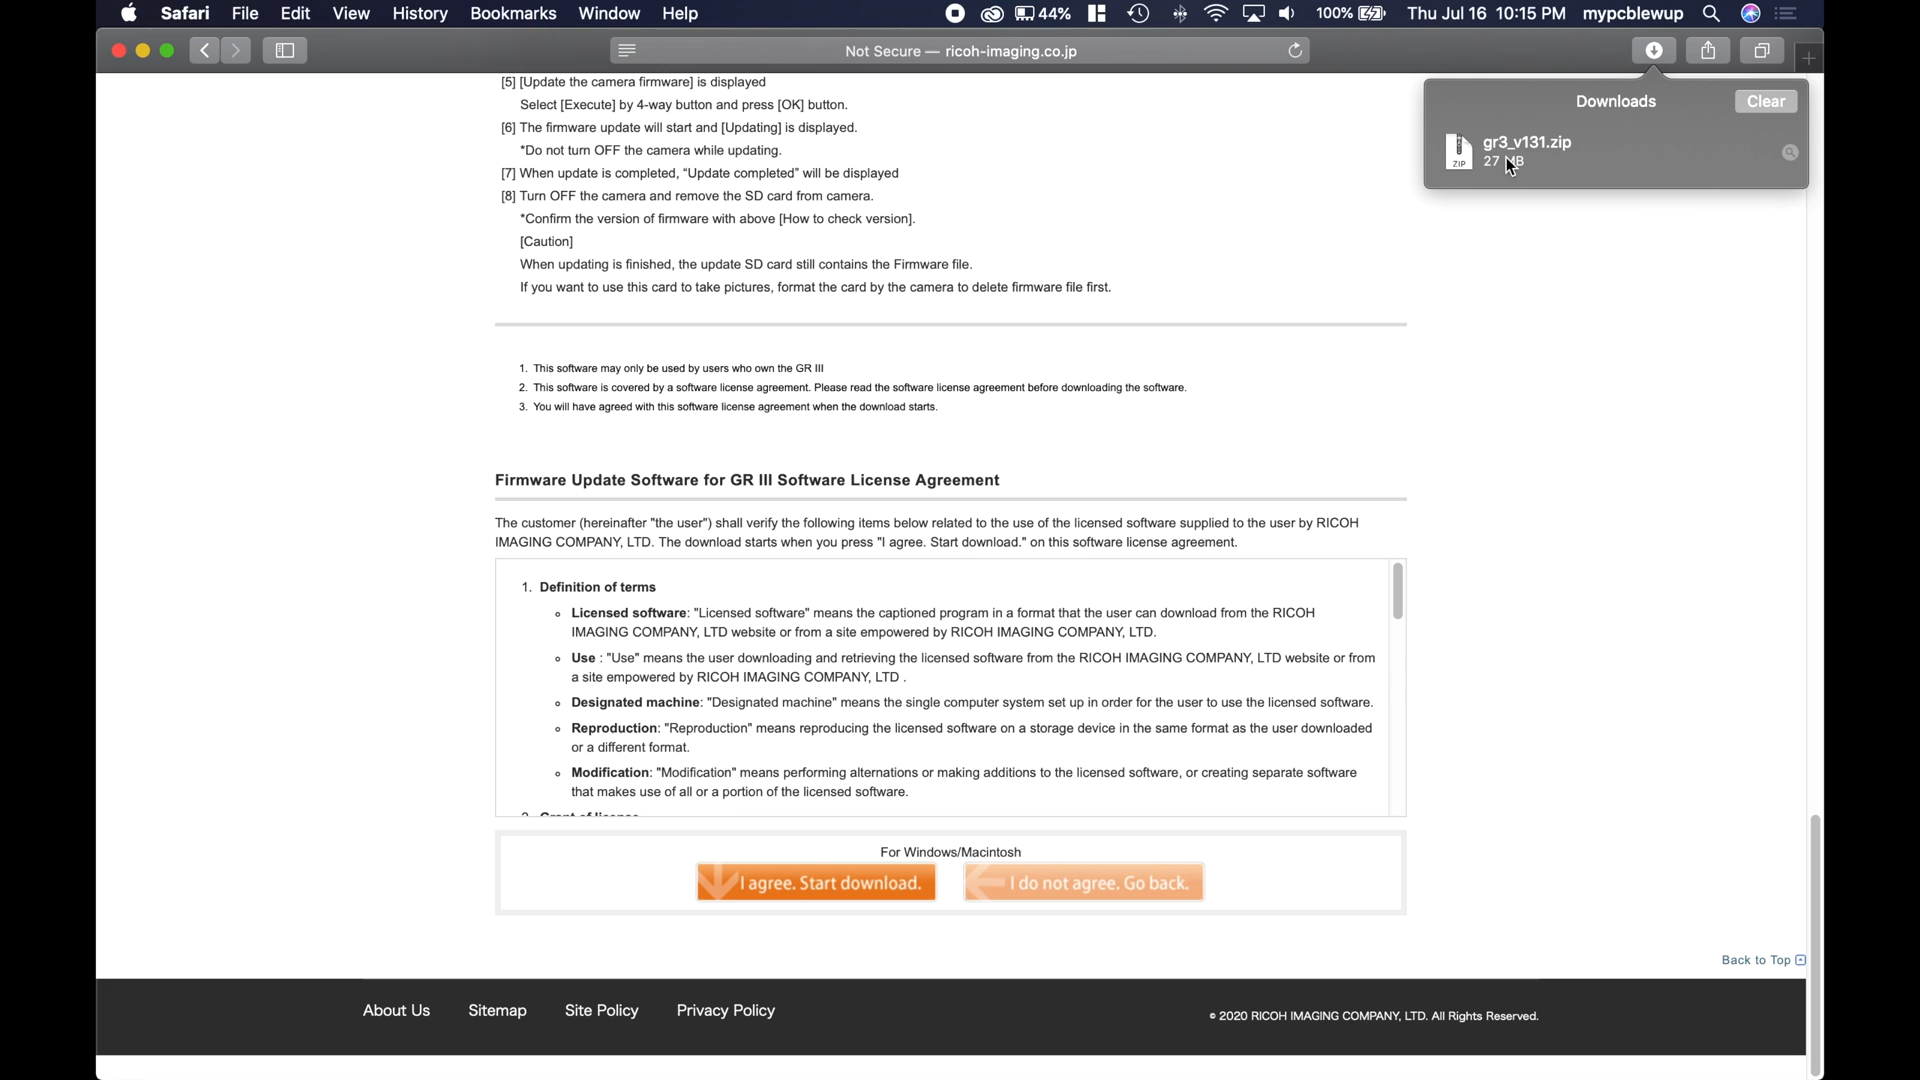 Safari File Edit View History Bookmarks Window Help 44% 100% Thu Jul 16 10:15 PM mypcblewup
Not Secure — ricoh-imaging.co.jp
[5] [Update the camera firmware] is displayed
Select [Execute] by 4-way button and press [OK] button.
[6] The firmware update will start and [Updating] is displayed.
*Do not turn OFF the camera while updating.
[7] When update is completed, “Update completed” will be displayed
[8] Turn OFF the camera and remove the SD card from camera.
*Confirm the version of firmware with above [How to check version].
[Caution]
When updating is finished, the update SD card still contains the Firmware file.
If you want to use this card to take pictures, format the card by the camera to delete firmware file first.
Downloads Clear
gr3_v131.zip
ZIP 27 MB
1. This software may only be used by users who own the GR III
2. This software is covered by a software license agreement. Please read the software license agreement before downloading the software.
3. You will have agreed with this software license agreement when the download starts.
Firmware Update Software for GR III Software License Agreement
The customer (hereinafter "the user") shall verify the following items below related to the use of the licensed software supplied to the user by RICOH
IMAGING COMPANY, LTD. The download starts when you press "I agree. Start download." on this software license agreement.
1. Definition of terms
Licensed software: "Licensed software" means the captioned program in a format that the user can download from the RICOH
IMAGING COMPANY, LTD website or from a site empowered by RICOH IMAGING COMPANY, LTD.
Use : "Use" means the user downloading and retrieving the licensed software from the RICOH IMAGING COMPANY, LTD website or from
a site empowered by RICOH IMAGING COMPANY, LTD .
Designated machine: "Designated machine" means the single computer system set up in order for the user to use the licensed software.
Reproduction: "Reproduction" means reproducing the licensed software on a storage device in the same format as the user downloaded
or a different format.
Modification: "Modification" means performing alternations or making additions to the licensed software, or creating separate software
that makes use of all or a portion of the licensed software.
2. Grant of license
For Windows/Macintosh
I agree. Start download. I do not agree. Go back.
Back to Top
About Us Sitemap Site Policy Privacy Policy
© 2020 RICOH IMAGING COMPANY, LTD. All Rights Reserved.